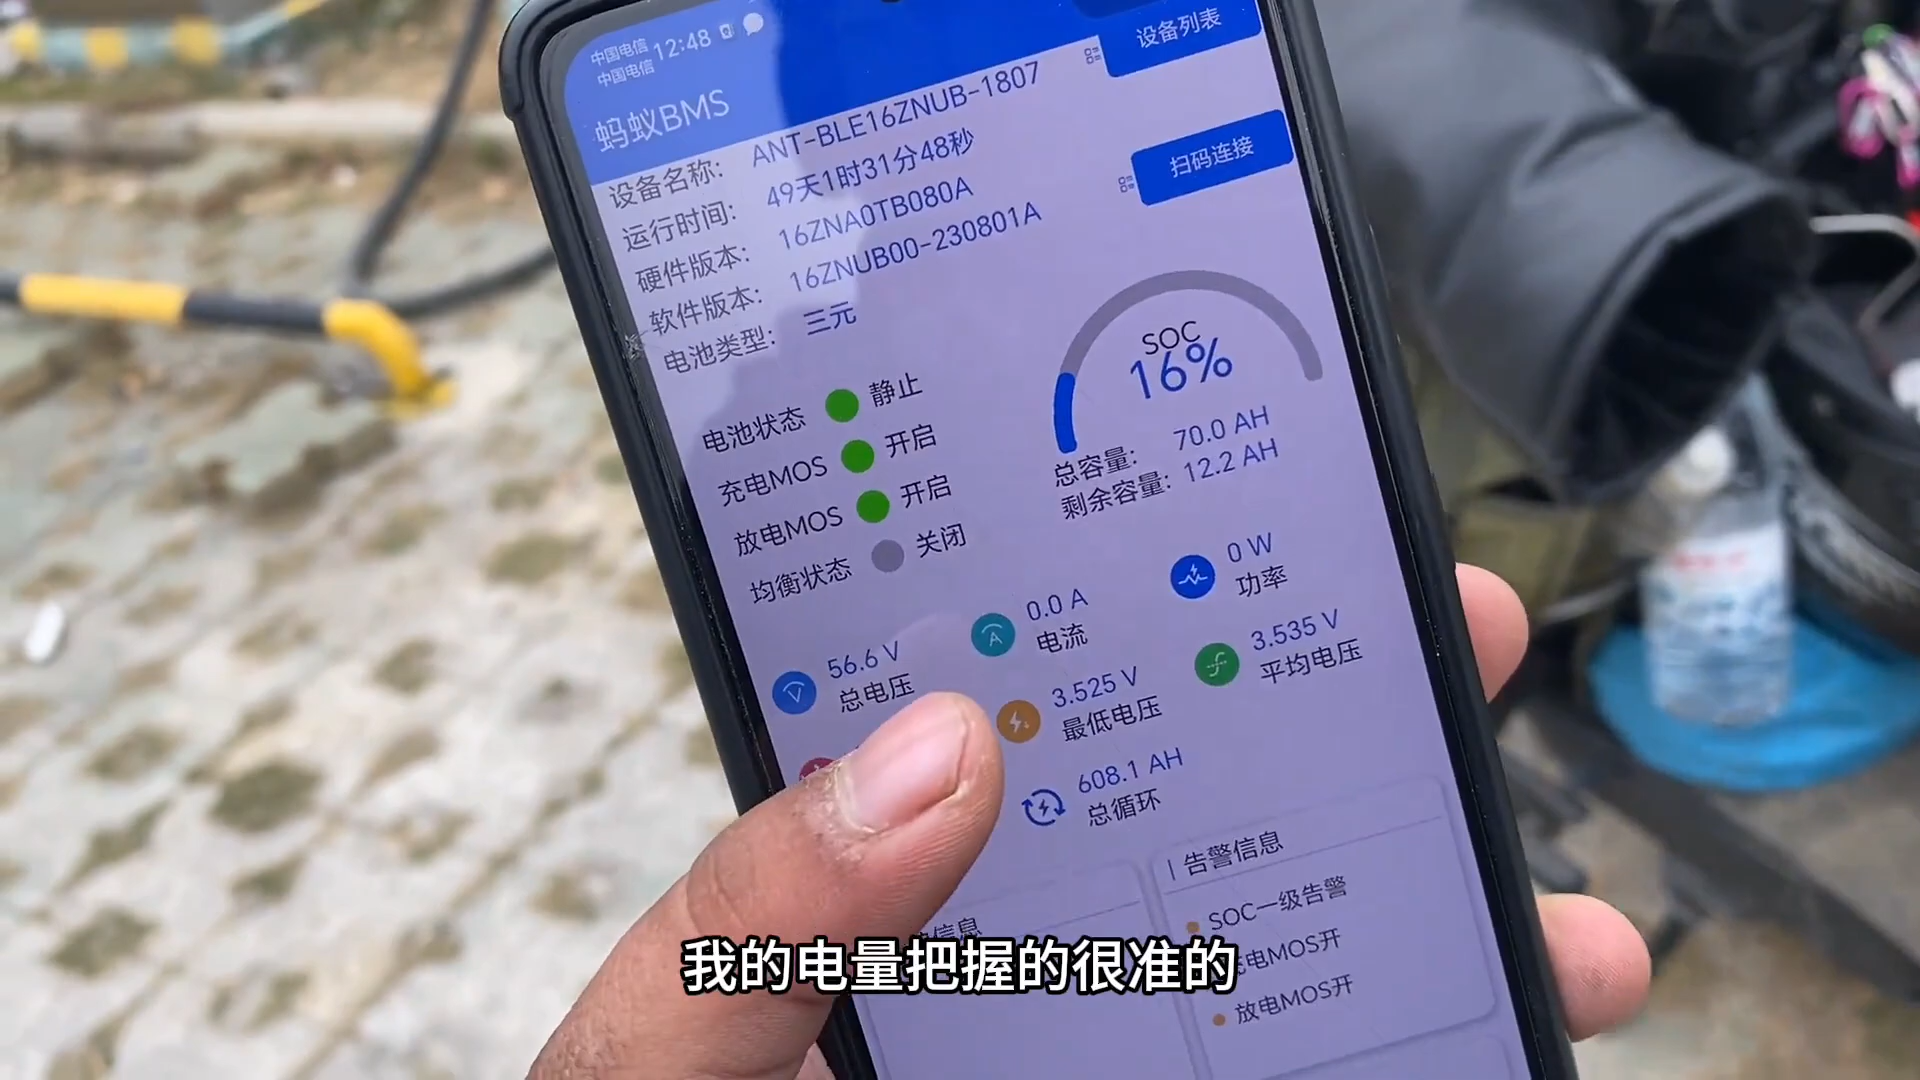 中国电信
中国电信
12:48
蚂蚁BMS
设备列表
设备名称: ANT-BLE16ZNUB-1807
运行时间: 49天1时31分48秒
扫码连接
硬件版本: 16ZNA0TB080A
软件版本: 16ZNUB00-230801A
电池类型: 三元
SOC
16%
总容量: 70.0 AH
剩余容量: 12.2 AH
电池状态 静止
充电MOS 开启
放电MOS 开启
均衡状态 关闭
56.6 V
总电压
0.0 A
电流
0 W
功率
3.525 V
最低电压
3.535 V
平均电压
608.1 AH
总循环
信息
告警信息
SOC一级告警
电MOS开
放电MOS开
我的电量把握的很准的